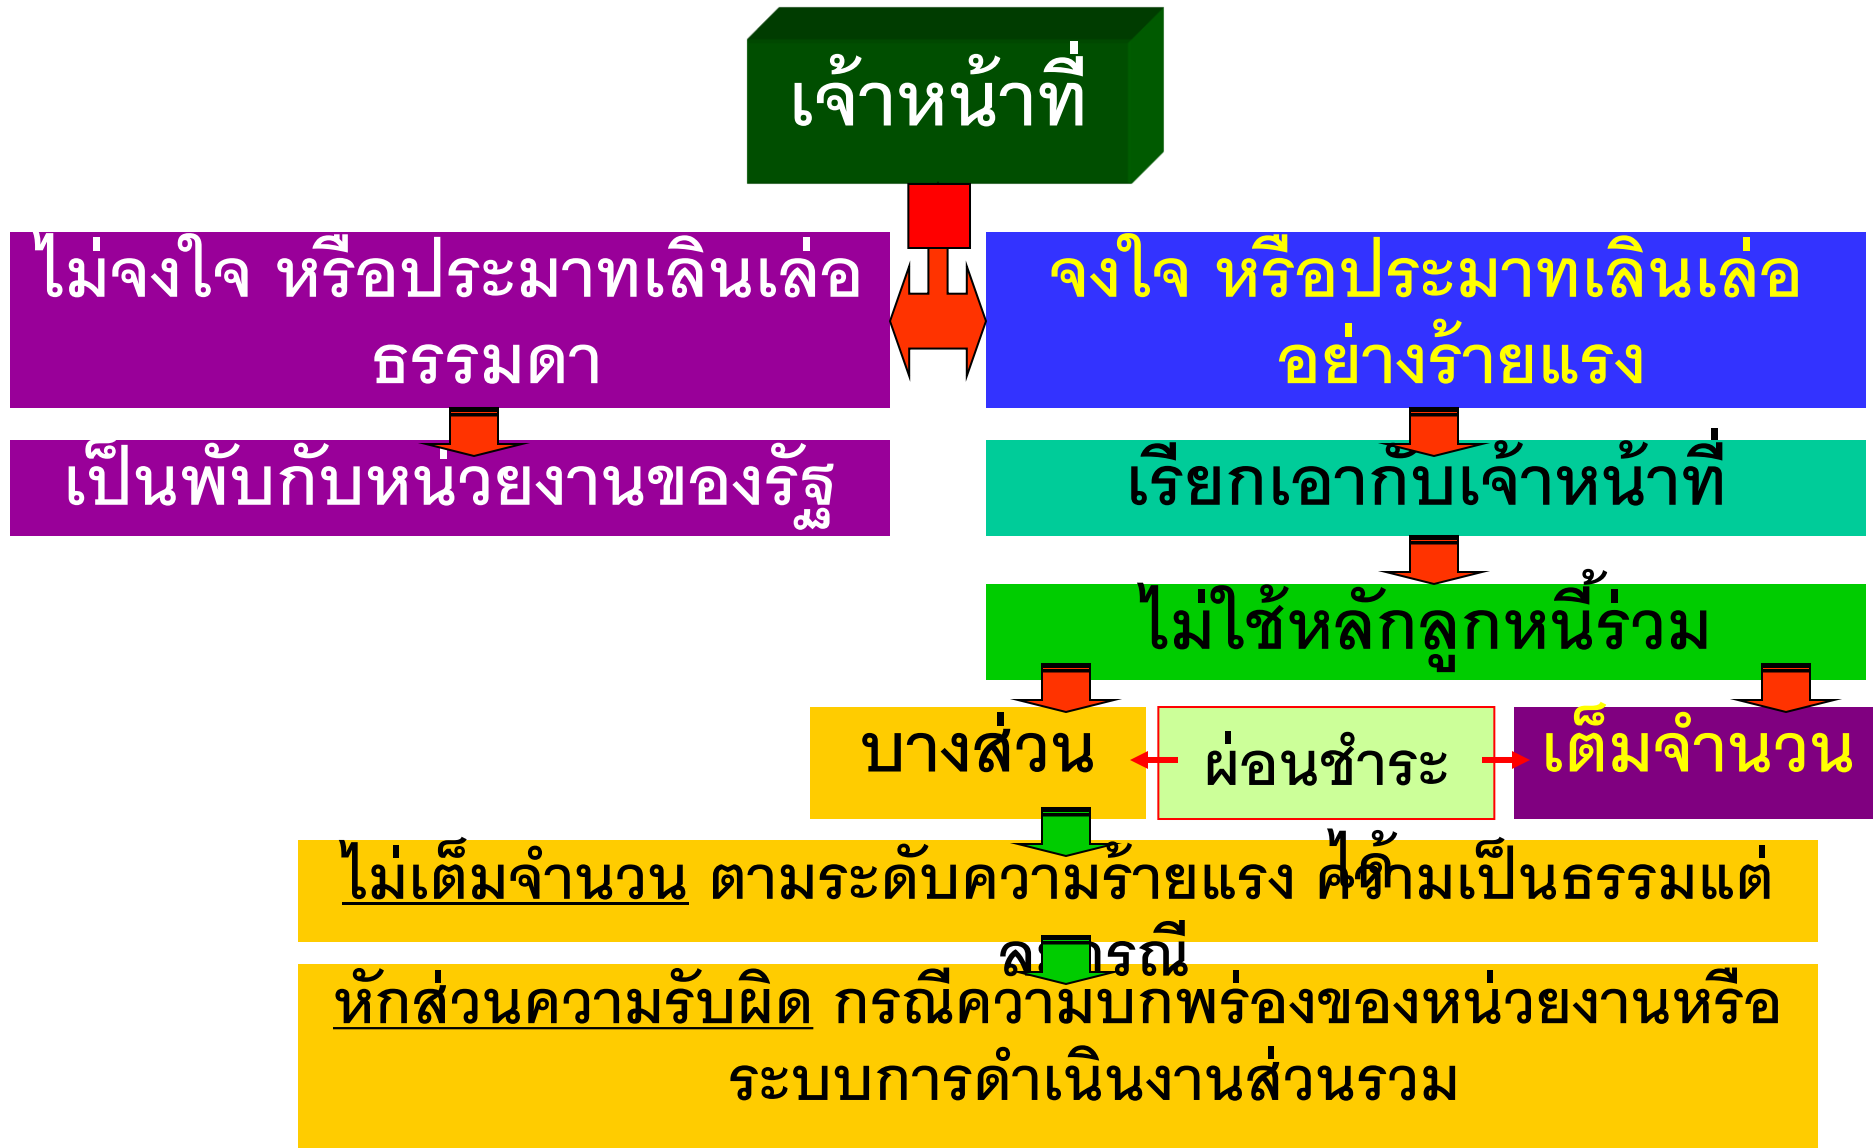 เจ้าหน้าที่
ไม่จงใจ หรือประมาทเลินเล่อ
ธรรมดา
จงใจ หรือประมาทเลินเล่อ
อย่างร้ายแรง
เป็นพับกับหน่วยงานของรัฐ
เรียกเอากับเจ้าหน้าที่
ไม่ใช้หลักลูกหนี้ร่วม
บางส่วน
ผ่อนชำระ
ได้
เต็มจำนวน
ไม่เต็มจำนวน ตามระดับความร้ายแรง ความเป็นธรรมแต่
ละกรณี
หักส่วนความรับผิด กรณีความบกพร่องของหน่วยงานหรือ
ระบบการดำเนินงานส่วนรวม